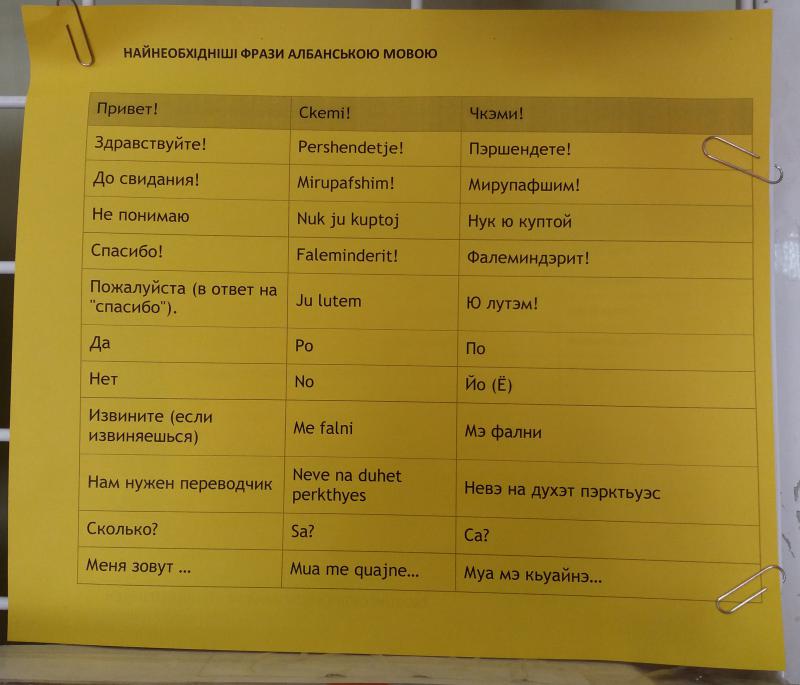 НАЙНЕОБХІДНІШІ ФРАЗИ АЛБАНСЬКОЮ МОВОЮ
Привет! Ckemi! Чкэми!
Здравствуйте! Pershendetje! Пэршендете!
До свидания! Mirupafshim! Мирупафшим!
Не понимаю Nuk ju kuptoj Нук ю куптой
Спасибо! Faleminderit! Фалеминдэрит!
Пожалуйста (в ответ на
"спасибо"). Ju lutem Ю лутэм!
Да Po По
Нет No Йо (Ё)
Извините (если
извиняешься) Me falni Мэ фални
Нам нужен переводчик Neve na duhet
perkthyes Невэ на духэт пэрктьуэс
Сколько? Sa? Са?
Меня зовут ... Mua me quajne... Муа мэ кьуайнэ...